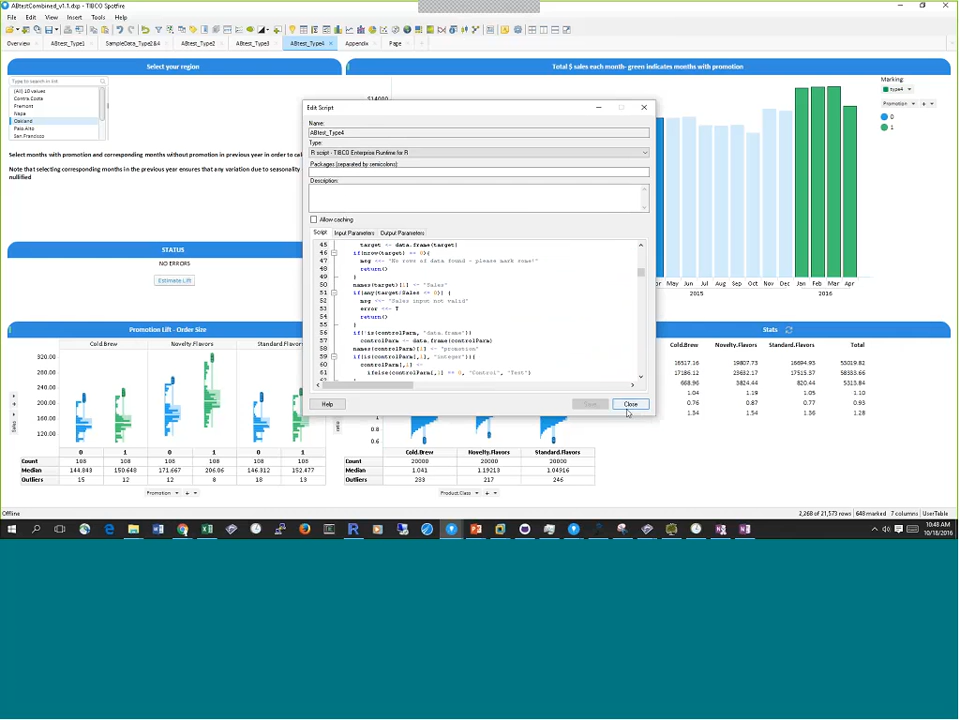 ABtestCombined_v1.1.dxp - TIBCO Spotfire
File Edit View Insert Tools Help
Overview ABtest_Type1 SampleData_Type2&4 ABtest_Type2 ABtest_Type3 ABtest_Type4 Appendix Page
Select your region
Total $ sales each month- green indicates months with promotion
Type to search in list
(All) 10 values
Contra Costa
Fremont
Napa
Oakland
Palo Alto
San Francisco
Select months with promotion and corresponding months without promotion in previous year in order to cal
Note that selecting corresponding months in the previous year ensures that any variation due to seasonality
nullified
$14000
Marking:
type4
Promotion
0
1
Edit Script
Name:
ABtest_Type4
Type:
R script - TIBCO Enterprise Runtime for R
Packages (separated by semicolons)
Description:
Allow caching
Script Input Parameters Output Parameters
45 target <- data.frame(target)
46 if(nrow(target) == 0){
47 msg <<- "No rows of data found - please mark some!"
48 return()
49 }
50 names(target)[1] <- "Sales"
51 if(any(target$Sales <= 0)) {
52 msg <<- "Sales input not valid"
53 error <<- T
54 return()
55 }
56 if(!is(controlParm, "data.frame"))
57 controlParm <- data.frame(controlParm)
58 names(controlParm)[1] <- "promotion"
59 if(is(controlParm[,1], "integer")){
60 controlParm[,1] <-
61 ifelse(controlParm[,1] == 0, "Control", "Test")
Help Save Close
STATUS
NO ERRORS
Estimate Lift
May Jun Jul Aug Sep Oct Nov Dec Jan Feb Mar Apr
2015 2016
Promotion Lift - Order Size
Cold.Brew Novelty.Flavors Standard.Flavors
320.00
280.00
240.00
200.00
160.00
120.00
Sales
0 1 0 1 0 1
Count 108 108 108 108 108 108
Median 144.843 150.648 171.667 206.06 146.312 152.477
Outliers 15 12 12 8 18 13
Promotion
1
0.8
0.6
Cold.Brew Novelty.Flavors Standard.Flavors
Count 20000 20000 20000
Median 1.041 1.19213 1.04916
Outliers 233 217 246
Product.Class
Stats
Cold.Brew Novelty.Flavors Standard.Flavors Total
16517.16 19807.73 16694.93 53019.82
17186.12 23632.17 17515.37 58333.66
668.96 3824.44 820.44 5313.84
1.04 1.19 1.05 1.10
0.76 0.87 0.77 0.93
1.34 1.54 1.36 1.28
Offline
2,268 of 21,573 rows 648 marked 7 columns UserTable
10:48 AM
10/18/2016